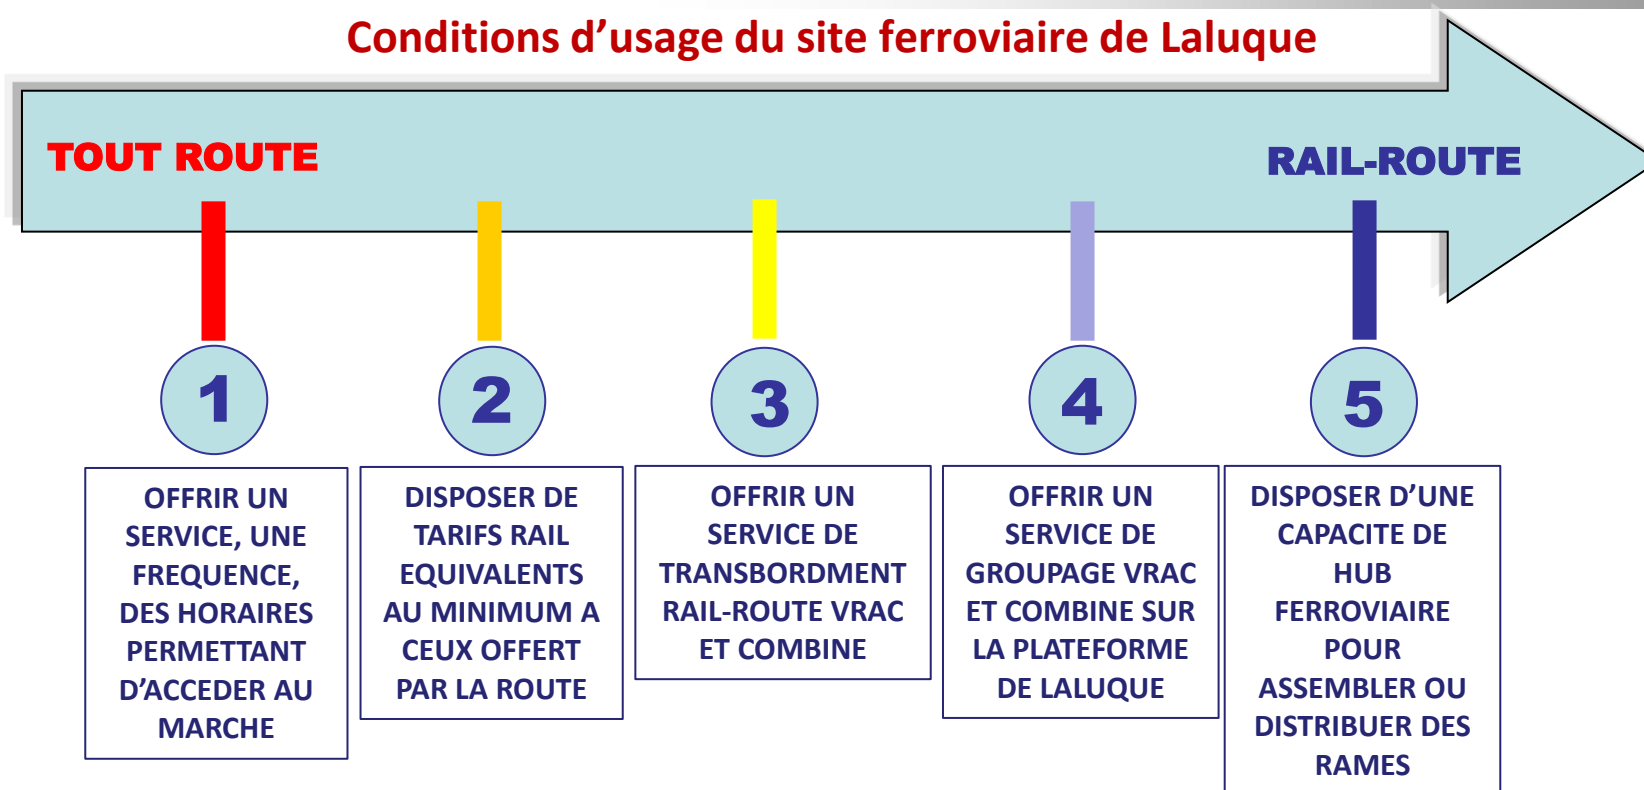 Conditions d’usage du site ferroviaire de Laluque
TOUT ROUTE
RAIL-ROUTE
1
2
3
4
5
OFFRIR UN
SERVICE, UNE
FREQUENCE,
DES HORAIRES
PERMETTANT
D’ACCEDER AU
MARCHE
DISPOSER DE
TARIFS RAIL
EQUIVALENTS
AU MINIMUM A
CEUX OFFERT
PAR LA ROUTE
OFFRIR UN
SERVICE DE
TRANSBORDMENT
RAIL-ROUTE VRAC
ET COMBINE
OFFRIR UN
SERVICE DE
GROUPAGE VRAC
ET COMBINE SUR
LA PLATEFORME
DE LALUQUE
DISPOSER D’UNE
CAPACITE DE
HUB
FERROVIAIRE
POUR
ASSEMBLER OU
DISTRIBUER DES
RAMES